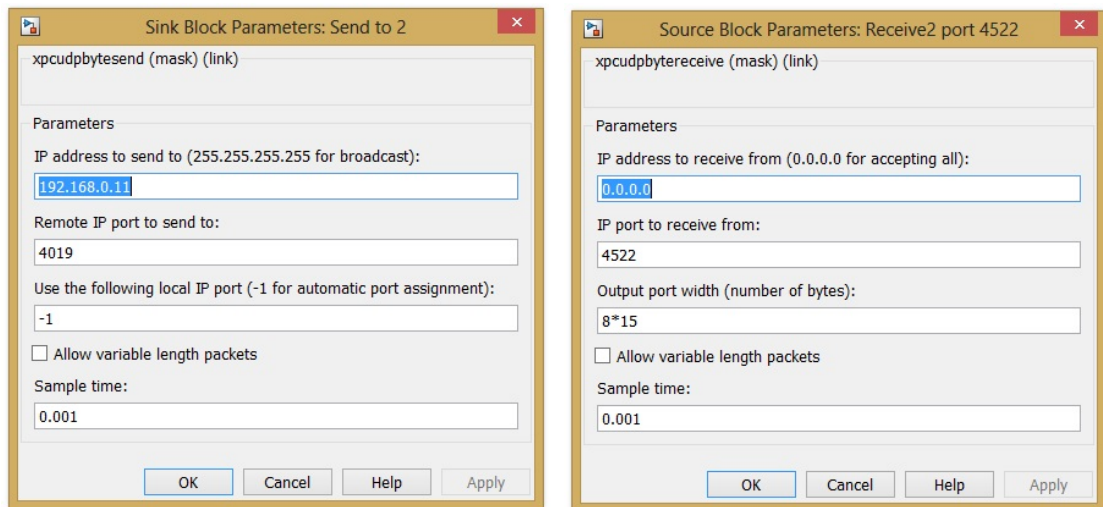 Sink Block Parameters: Send to 2
xpcudpbytesend (mask) (link)
Parameters
IP address to send to (255.255.255.255 for broadcast):
192.168.0.11
Remote IP port to send to:
4019
Use the following local IP port (-1 for automatic port assignment):
-1
Allow variable length packets
Sample time:
0.001
OK Cancel Help Apply
Source Block Parameters: Receive2 port 4522
xpcudpbytereceive (mask) (link)
Parameters
IP address to receive from (0.0.0.0 for accepting all):
0.0.0.0
IP port to receive from:
4522
Output port width (number of bytes):
8*15
Allow variable length packets
Sample time:
0.001
OK Cancel Help Apply